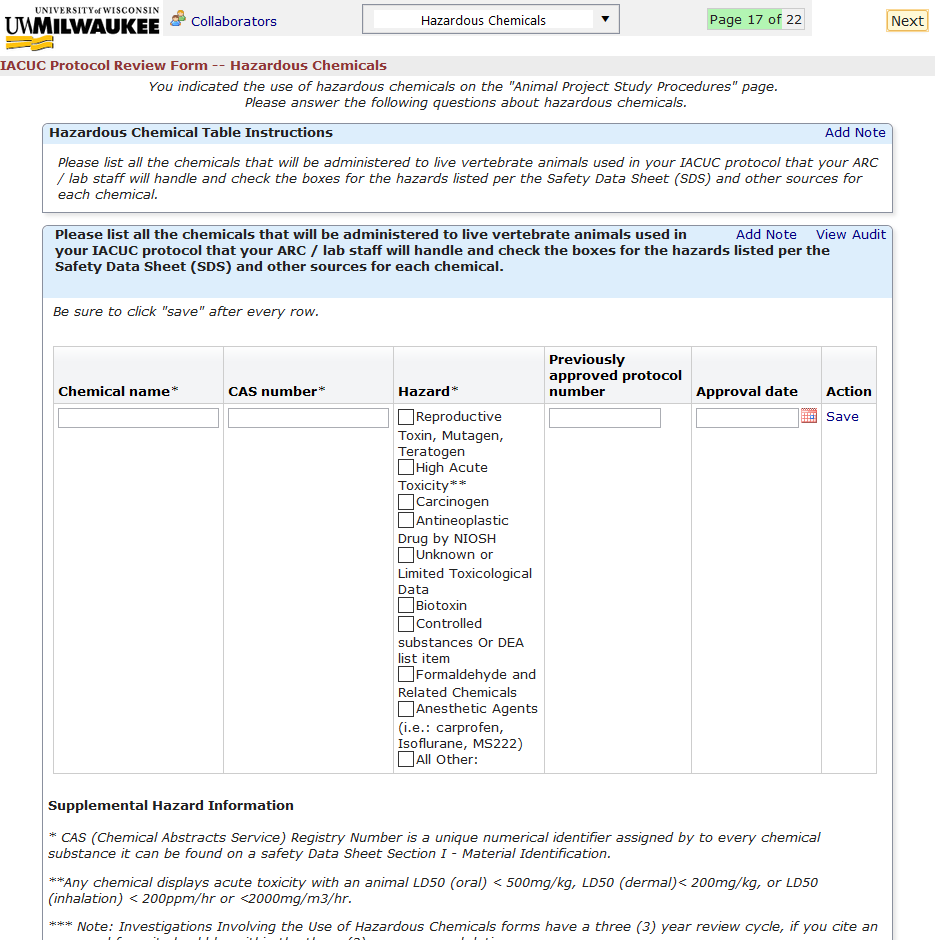 UNIVERSITY of WISCONSIN
UWMILWAUKEE
Collaborators
Hazardous Chemicals
Page 17 of 22
Next
IACUC Protocol Review Form -- Hazardous Chemicals
You indicated the use of hazardous chemicals on the "Animal Project Study Procedures" page.
Please answer the following questions about hazardous chemicals.
Hazardous Chemical Table Instructions
Add Note
Please list all the chemicals that will be administered to live vertebrate animals used in your IACUC protocol that your ARC
/ lab staff will handle and check the boxes for the hazards listed per the Safety Data Sheet (SDS) and other sources for
each chemical.
Please list all the chemicals that will be administered to live vertebrate animals used in
Add Note View Audit
your IACUC protocol that your ARC / lab staff will handle and check the boxes for the hazards listed per the
Safety Data Sheet (SDS) and other sources for each chemical.
Be sure to click "save" after every row.
Chemical name*
CAS number*
Hazard*
Previously
approved protocol
number
Approval date
Action
Reproductive
Toxin, Mutagen,
Teratogen
High Acute
Toxicity**
Carcinogen
Antineoplastic
Drug by NIOSH
Unknown or
Limited Toxicological
Data
Biotoxin
Controlled
substances Or DEA
list item
Formaldehyde and
Related Chemicals
Anesthetic Agents
(i.e.: carprofen,
Isoflurane, MS222)
All Other:
Save
Supplemental Hazard Information
* CAS (Chemical Abstracts Service) Registry Number is a unique numerical identifier assigned by to every chemical
substance it can be found on a safety Data Sheet Section I - Material Identification.
**Any chemical displays acute toxicity with an animal LD50 (oral) < 500mg/kg, LD50 (dermal)< 200mg/kg, or LD50
(inhalation) < 200ppm/hr or <2000mg/m3/hr.
*** Note: Investigations Involving the Use of Hazardous Chemicals forms have a three (3) year review cycle, if you cite an